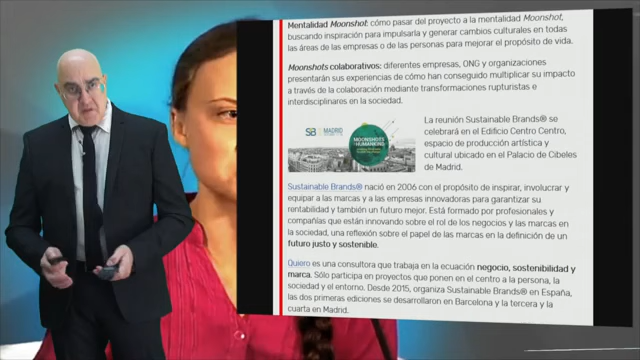 Mentalidad Moonshot: cómo pasar del proyecto a la mentalidad Moonshot,
buscando inspiración para impulsarla y generar cambios culturales en todas
las áreas de las empresas o de las personas para mejorar el propósito de vida.
Moonshots colaborativos: diferentes empresas, ONG y organizaciones
presentarán sus experiencias de cómo han conseguido multiplicar su impacto
a través de la colaboración mediante transformaciones rupturistas e
interdisciplinares en la sociedad.
SB MADRID
MOONSHOTS
La reunión Sustainable Brands® se
celebrará en el Edificio Centro Centro,
espacio de producción artística y
cultural ubicado en el Palacio de Cibeles
de Madrid.
Sustainable Brands® nació en 2006 con el propósito de inspirar, involucrar y
equipar a las marcas y a las empresas innovadoras para garantizar su
rentabilidad y también un futuro mejor. Está formado por profesionales y
compañías que están innovando sobre el rol de los negocios y las marcas en
la sociedad, una reflexión sobre el papel de las marcas en la definición de un
futuro justo y sostenible.
Quiero es una consultora que trabaja en la ecuación negocio, sostenibilidad y
marca. Sólo participa en proyectos que ponen en el centro a la persona, la
sociedad y el entorno. Desde 2015, organiza Sustainable Brands® en España,
las dos primeras ediciones se desarrollaron en Barcelona y la tercera y la
cuarta en Madrid.